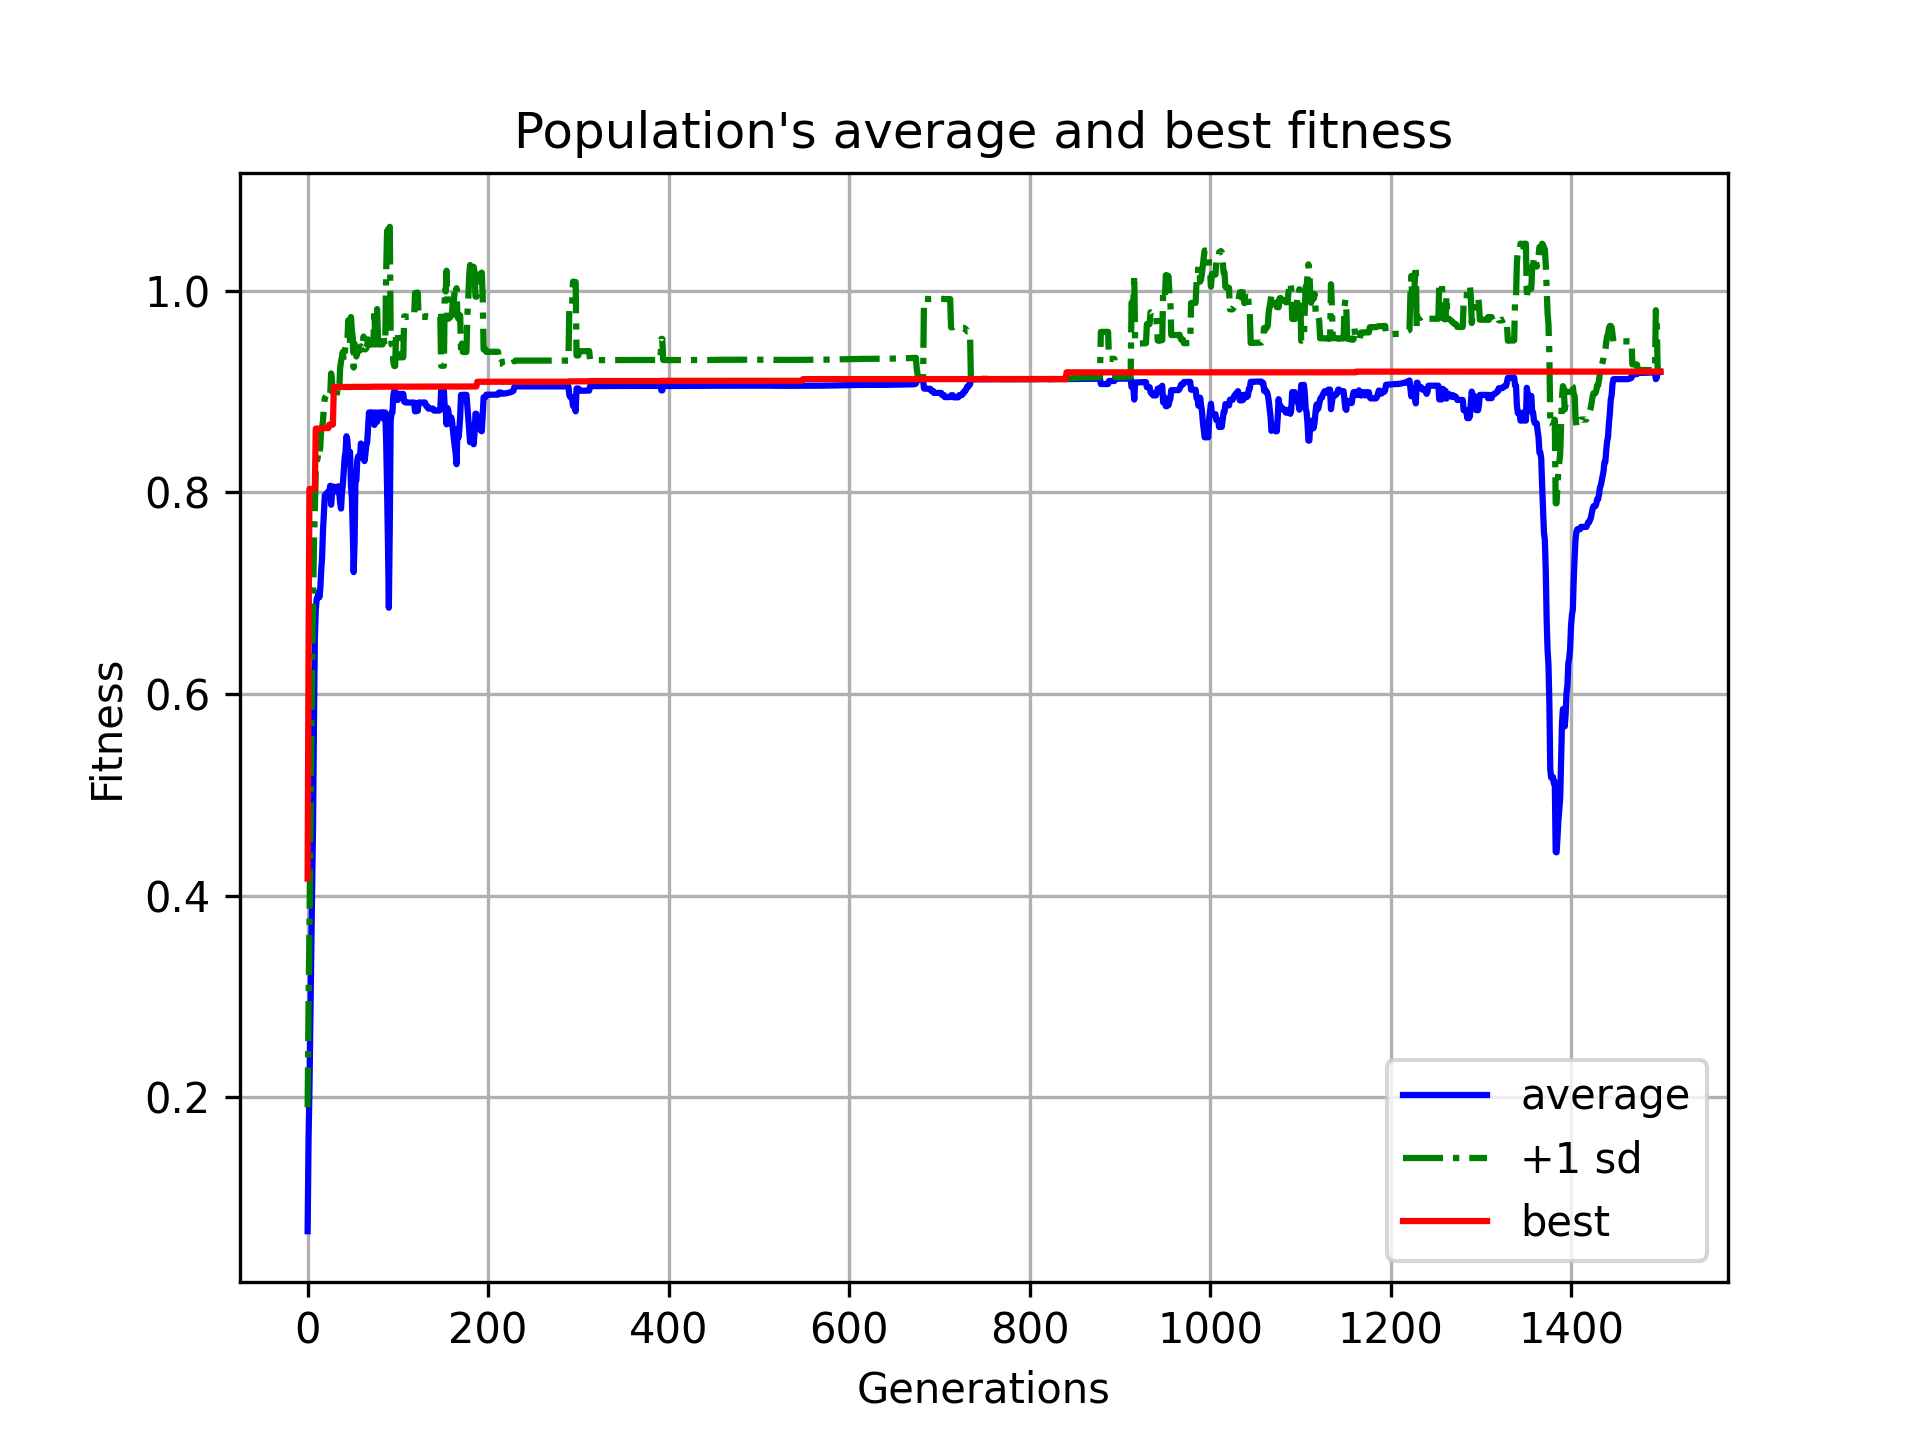 Population's average and best fitness
1.0
0.8
0.6
0.4
0.2
Fitness
average
+1 sd
best
0 200 400 600 800 1000 1200 1400
Generations